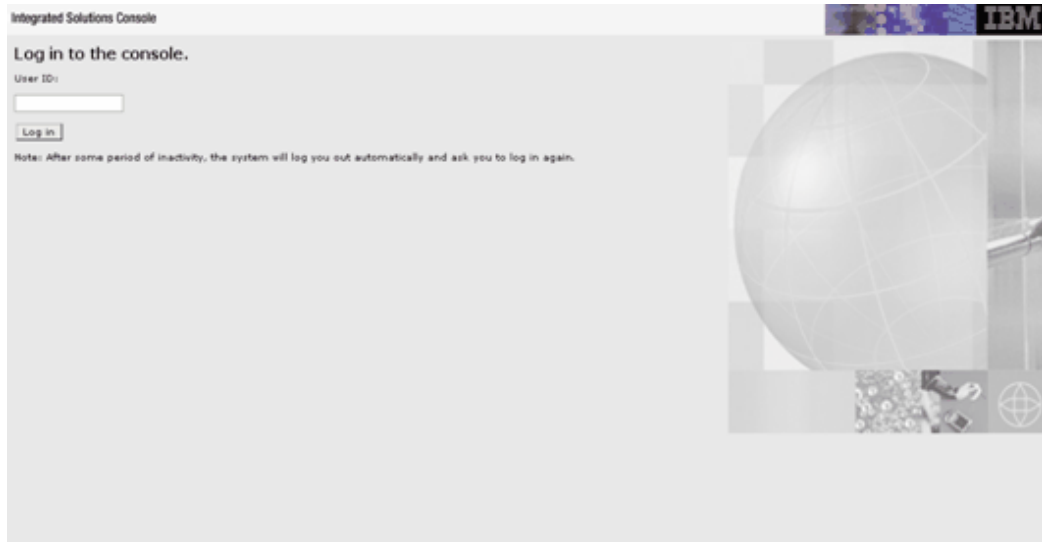 Integrated Solutions Console
IBM
Log in to the console.
User ID:
Log in
Note: After some period of inactivity, the system will log you out automatically and ask you to log in again.